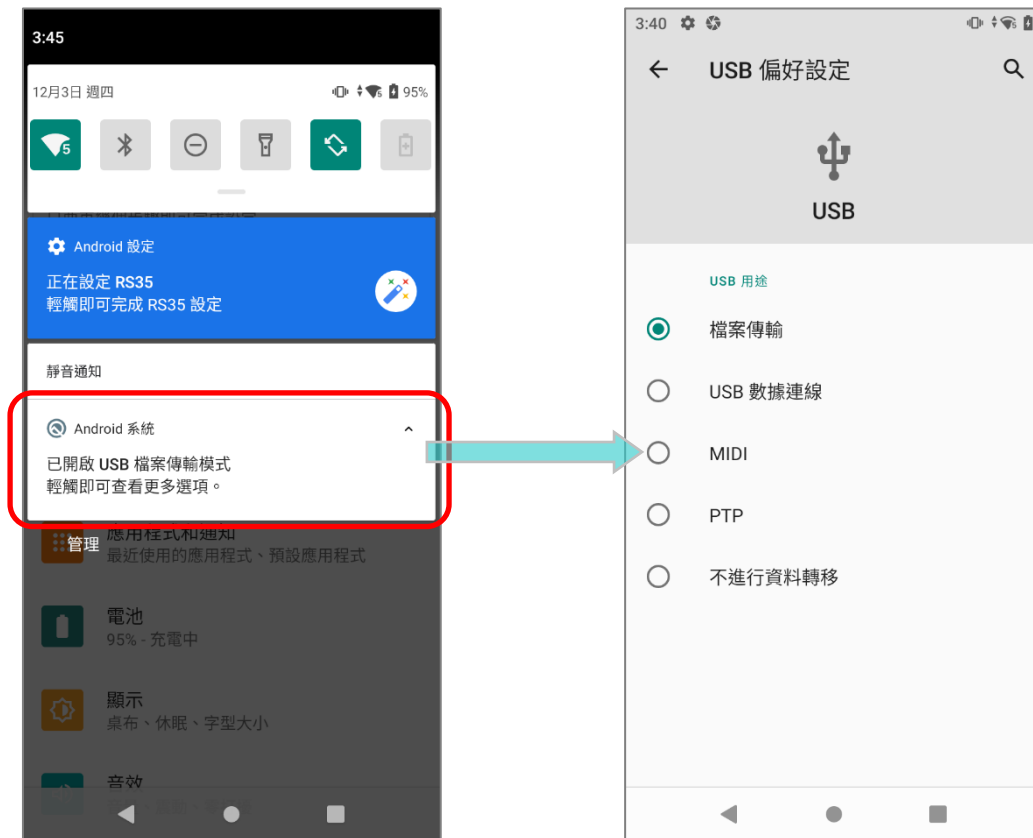 3:45
12月3日 週四
95%
5
Android 設定
正在設定 RS35
輕觸即可完成 RS35 設定
靜音通知
Android 系統
已開啟 USB 檔案傳輸模式
輕觸即可查看更多選項。
應用程式和通知
管理
最近使用的應用程式、預設應用程式
電池
95% - 充電中
顯示
桌布、休眠、字型大小
音效
3:40
USB 偏好設定
USB
USB 用途
檔案傳輸
USB 數據連線
MIDI
PTP
不進行資料轉移